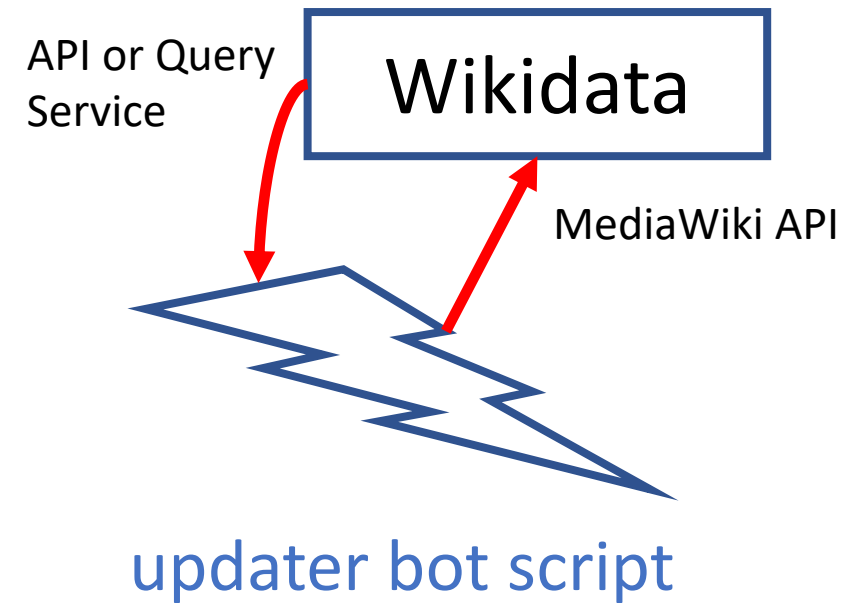 API or Query
Service
Wikidata
MediaWiki API
updater bot script